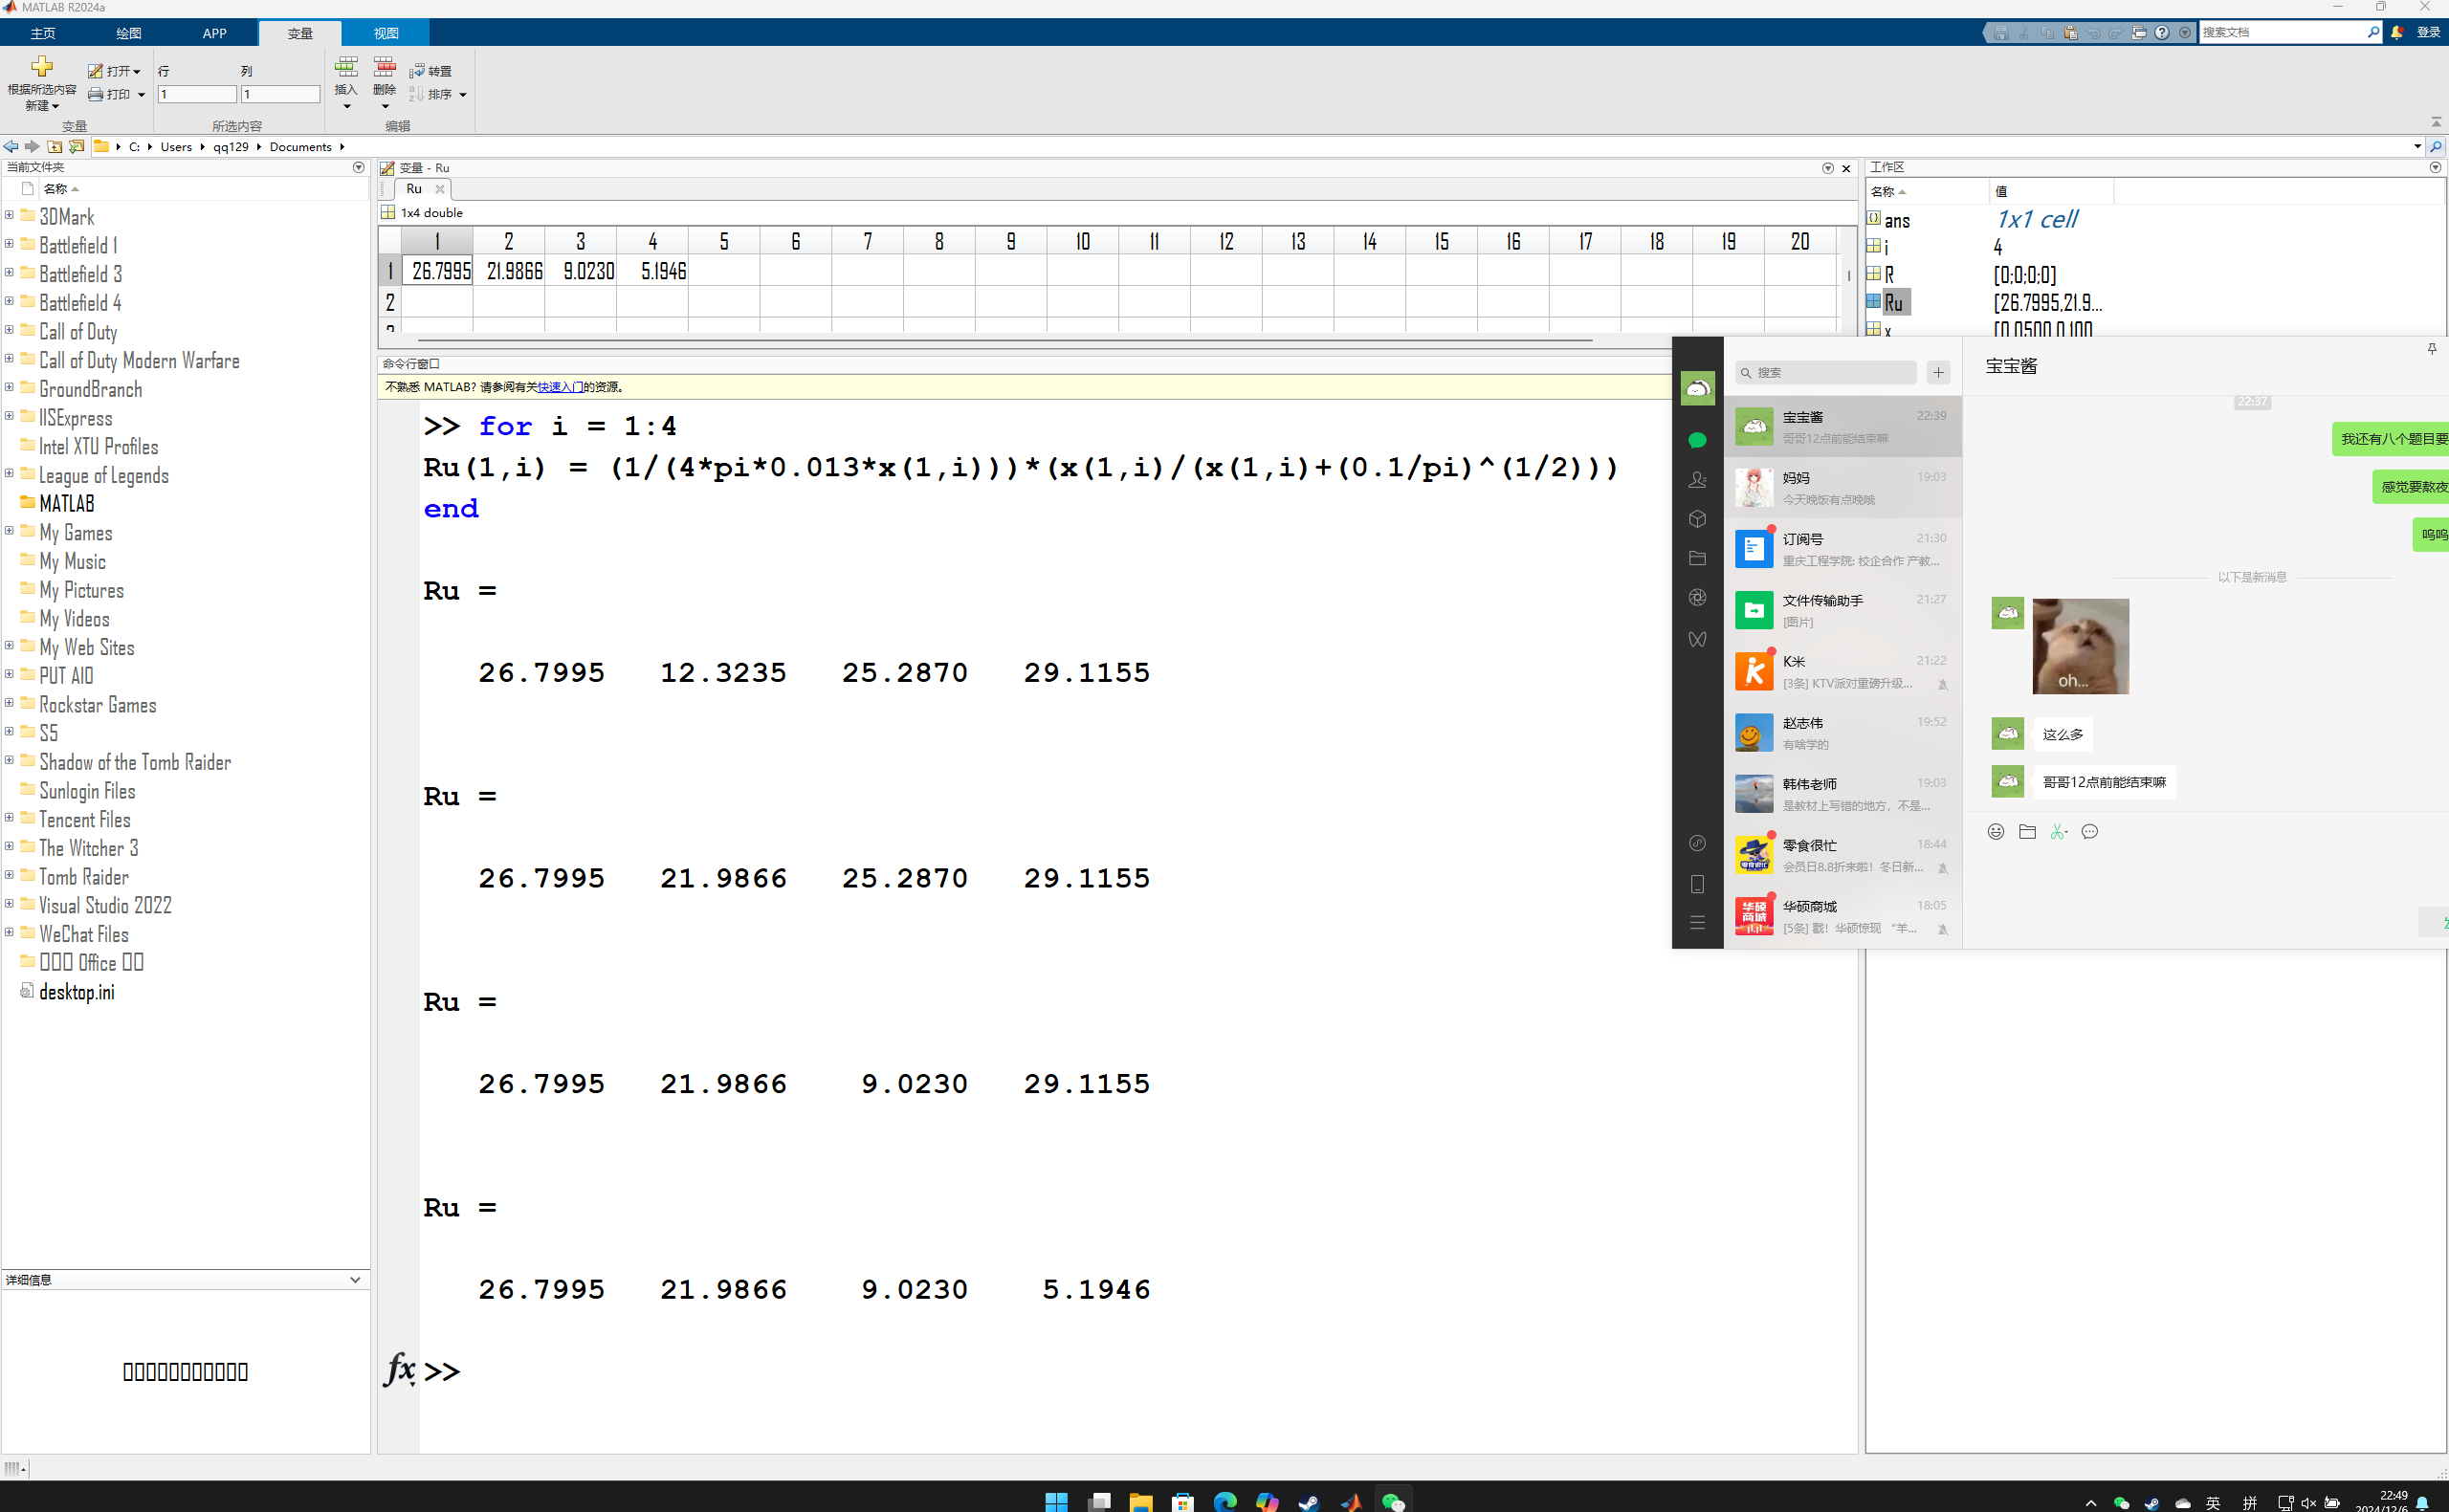 MATLAB R2024a
主页
绘图
APP
变量
视图
搜索文档
登录
根据所选内容
新建
打开
打印
行
列
1
1
插入
删除
转置
排序
变量
所选内容
编辑
C:
Users
qq129
Documents
当前文件夹
名称
3DMark
Battlefield 1
Battlefield 3
Battlefield 4
Call of Duty
Call of Duty Modern Warfare
GroundBranch
IISExpress
Intel XTU Profiles
League of Legends
MATLAB
My Games
My Music
My Pictures
My Videos
My Web Sites
PUT AIO
Rockstar Games
S5
Shadow of the Tomb Raider
Sunlogin Files
Tencent Files
The Witcher 3
Tomb Raider
Visual Studio 2022
WeChat Files
Office
desktop.ini
详细信息
变量 - Ru
Ru
1x4 double
1 2 3 4 5 6 7 8 9 10 11 12 13 14 15 16 17 18 19 20
1 26.7995 21.9866 9.0230 5.1946
2
工作区
名称 值
ans 1x1 cell
i 4
R [0;0;0;0]
Ru [26.7995,21.9...
x [0.0500,0.100...
命令行窗口
不熟悉 MATLAB? 请参阅有关快速入门的资源。
>> for i = 1:4
Ru(1,i) = (1/(4*pi*0.013*x(1,i)))*(x(1,i)/(x(1,i)+(0.1/pi)^(1/2)))
end
Ru =
26.7995 12.3235 25.2870 29.1155
Ru =
26.7995 21.9866 25.2870 29.1155
Ru =
26.7995 21.9866 9.0230 29.1155
Ru =
26.7995 21.9866 9.0230 5.1946
fx >>
搜索
宝宝酱 22:39
哥哥12点前能结束嘛
妈妈 19:03
今天晚饭有点晚哦
订阅号 21:30
重庆工程学院: 校企合作 产教...
文件传输助手 21:27
[图片]
K米 21:22
[3条] KTV派对重磅升级...
赵志伟 19:52
有啥学的
韩伟老师 19:03
是教材上写错的地方，不是...
零食很忙 18:44
会员日8.8折来啦！冬日新...
华硕商城 18:05
[5条] 戳！华硕惊现 “羊...
宝宝酱
22:37
我还有八个题目要
感觉要熬夜
呜呜
以下是新消息
oh...
这么多
哥哥12点前能结束嘛
英
拼
22:49
2024/12/6